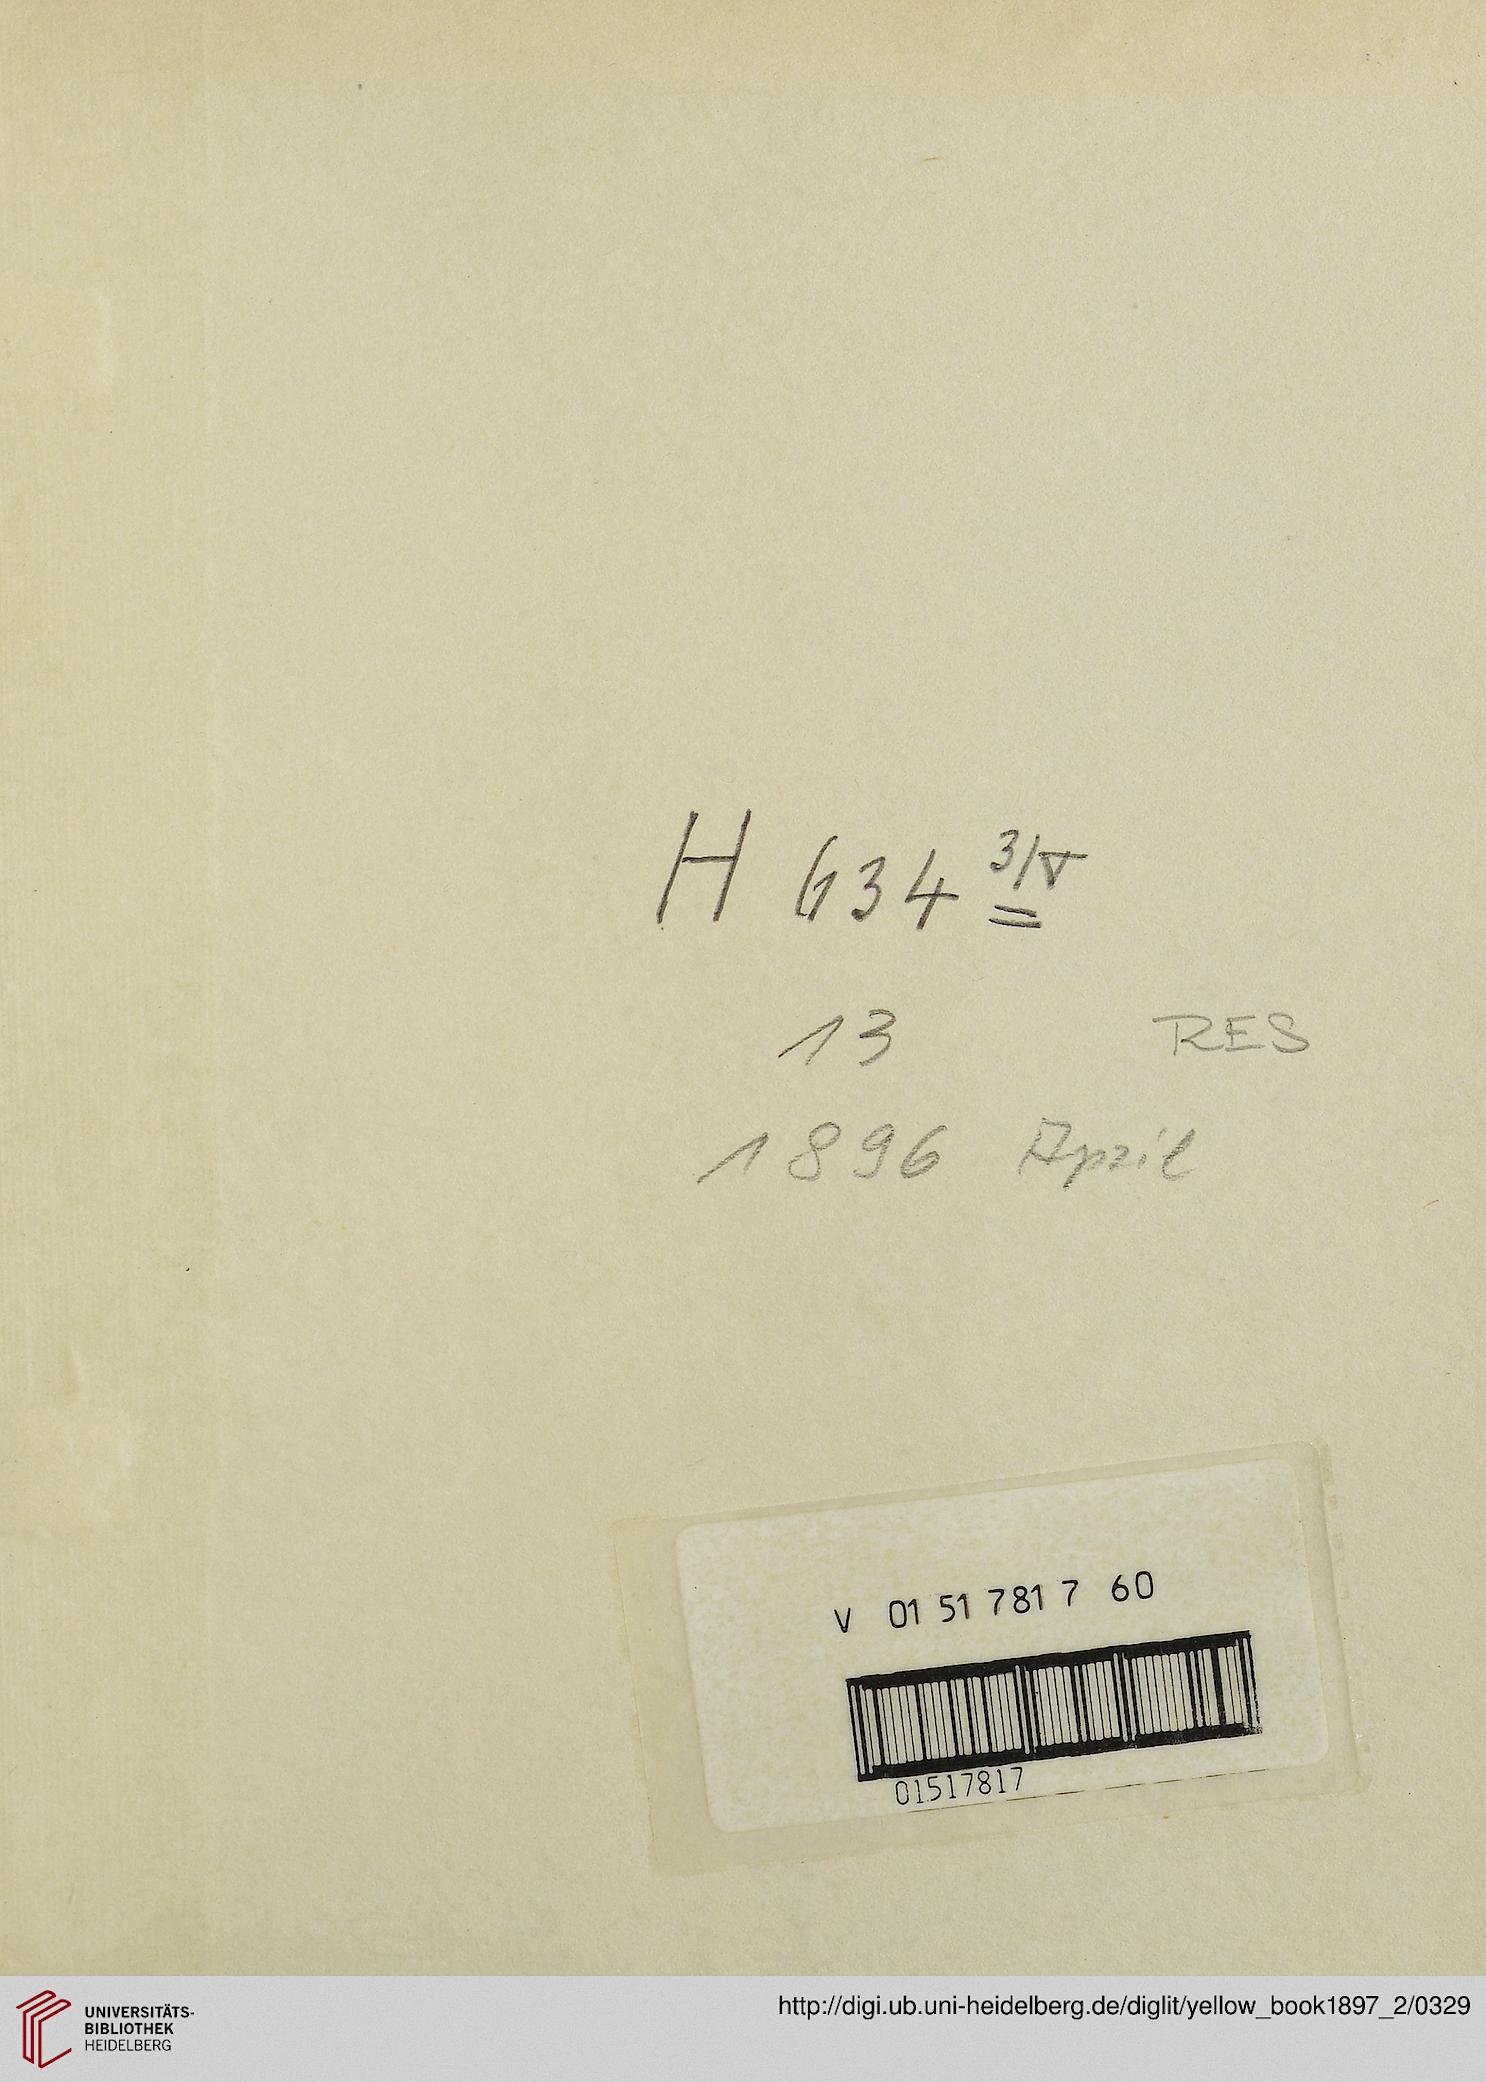 H 634 3/V
13 RES
1896 April
V 01 51 781 7 60
01517817
UNIVERSITÄTS-
BIBLIOTHEK
HEIDELBERG
http://digi.ub.uni-heidelberg.de/diglit/yellow_book1897_2/0329